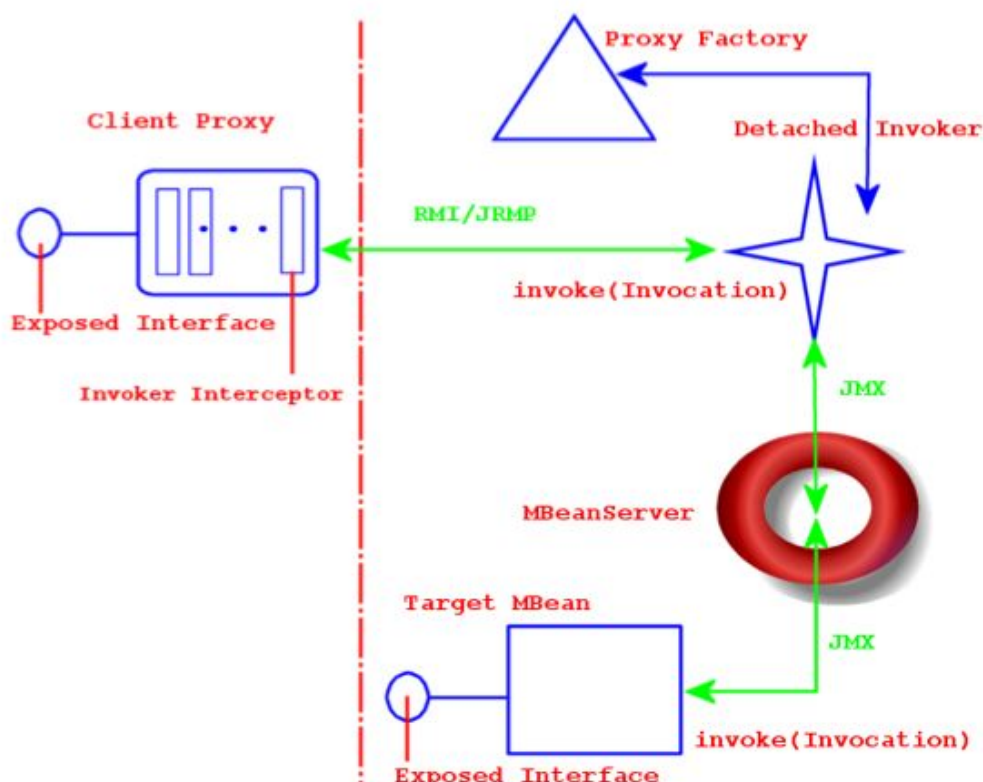 Proxy Factory
Client Proxy
Detached Invoker
RMI/JRMP
invoke(Invocation)
Exposed Interface
Invoker Interceptor
JMX
MBeanServer
Target MBean
JMX
invoke(Invocation)
Exposed Interface